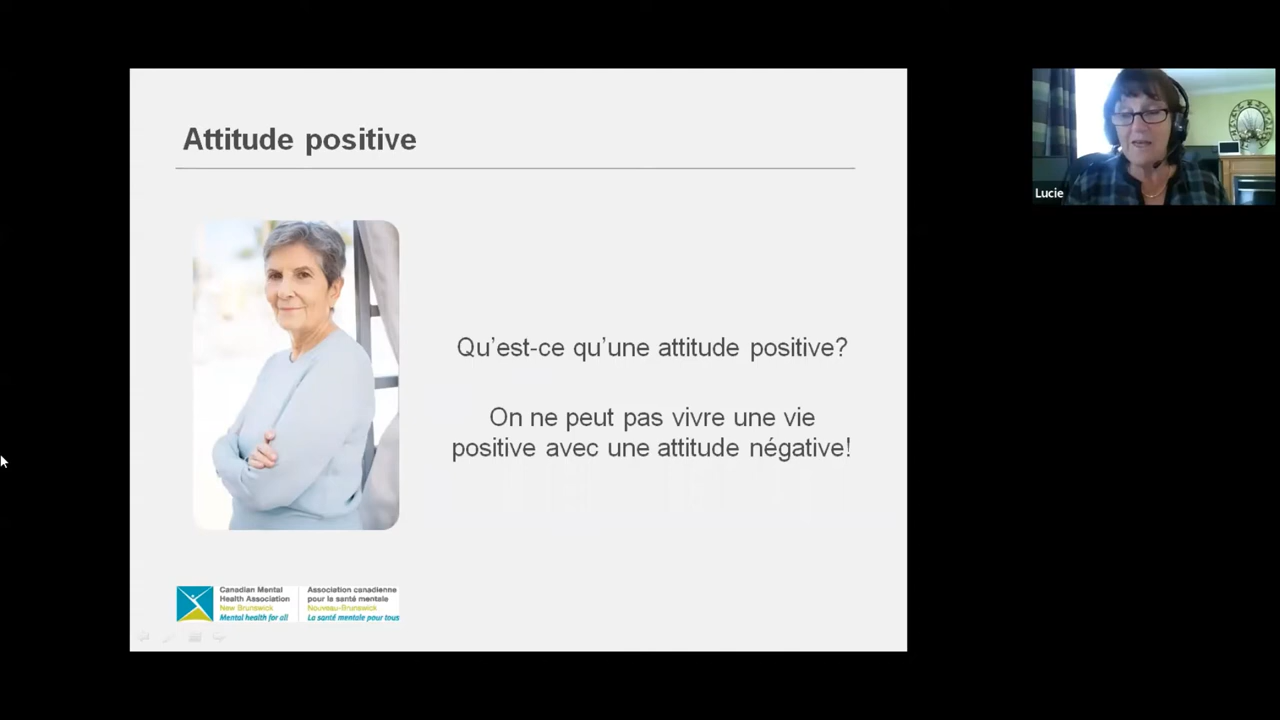 Attitude positive
Qu’est-ce qu’une attitude positive?
On ne peut pas vivre une vie
positive avec une attitude négative!
Canadian Mental
Health Association
New Brunswick
Mental health for all
Association canadienne
pour la santé mentale
Nouveau-Brunswick
La santé mentale pour tous
Lucie